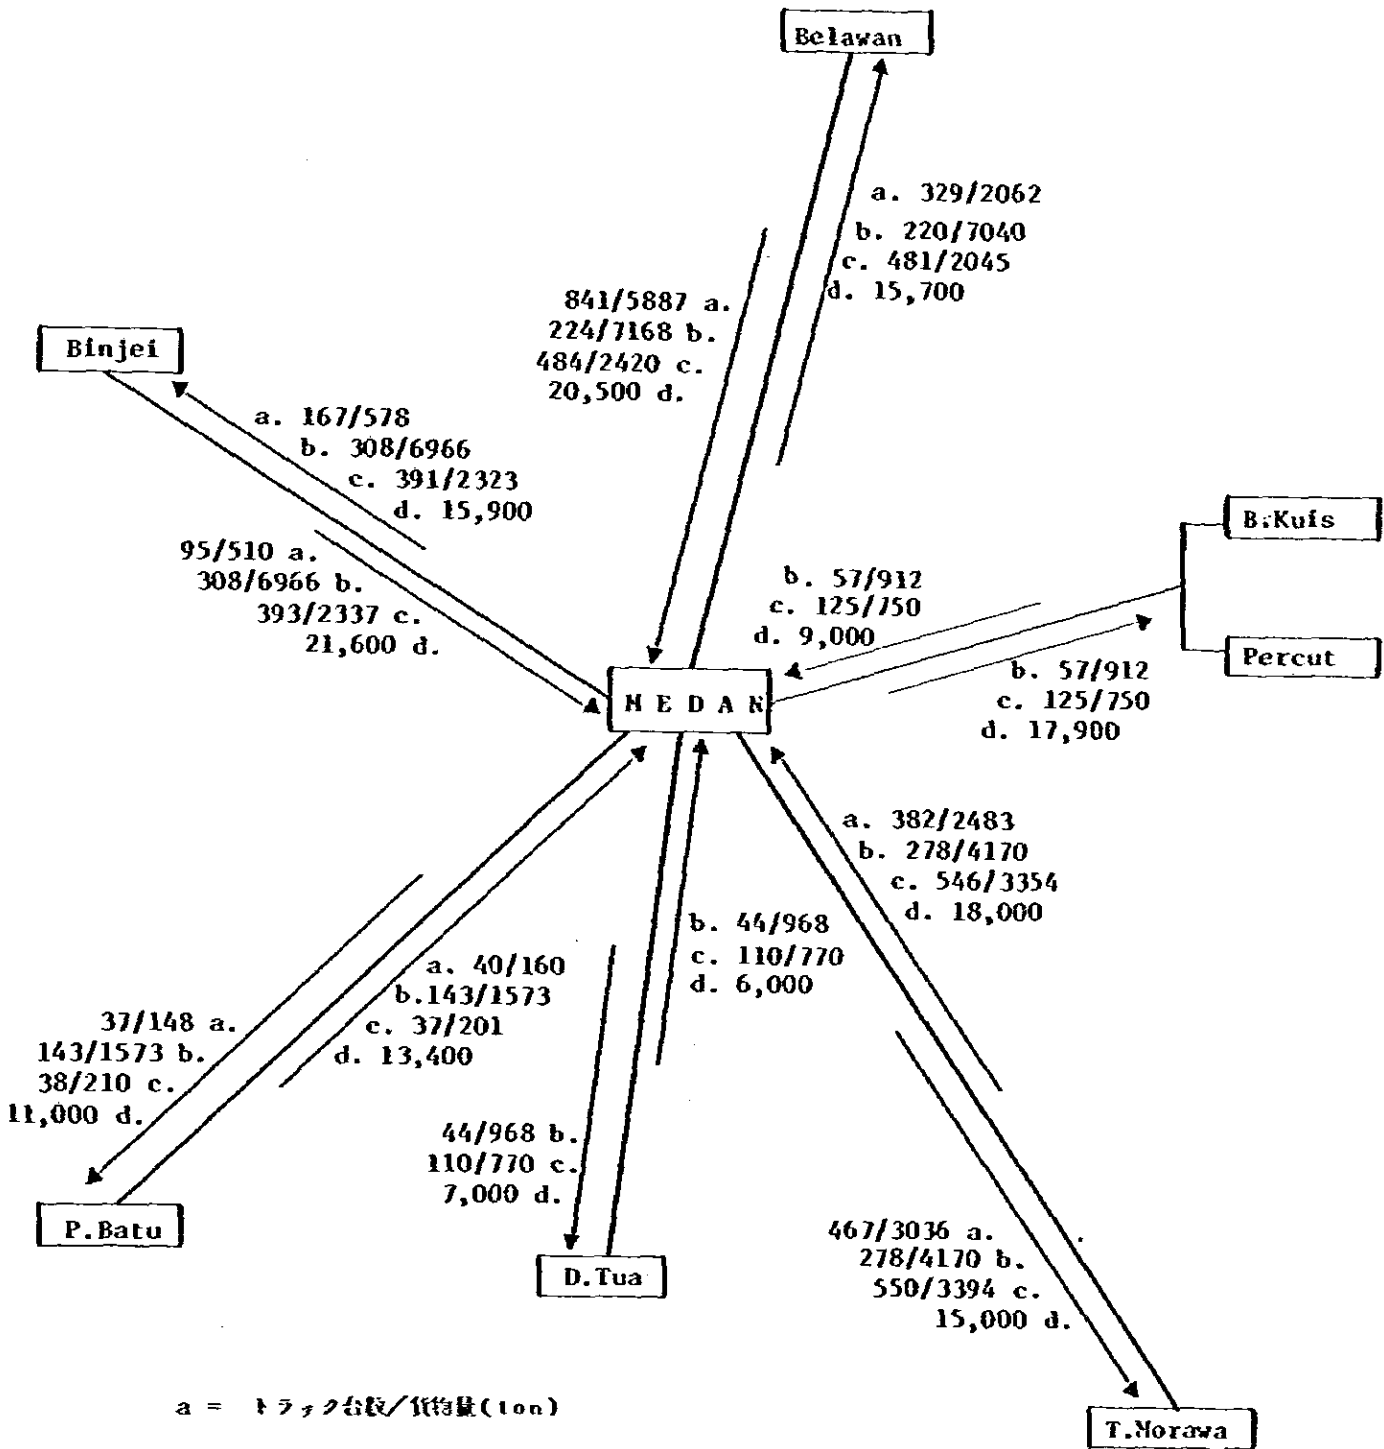 Belawan
a. 329/2062
b. 220/7040
c. 481/2045
d. 15,700
841/5887 a.
224/7168 b.
484/2420 c.
20,500 d.
Binjei
a. 167/578
b. 308/6966
c. 391/2323
d. 15,900
95/510 a.
308/6966 b.
393/2337 c.
21,600 d.
B.Kuis
Percut
b. 57/912
c. 125/750
d. 9,000
b. 57/912
c. 125/750
d. 17,900
MEDAN
a. 382/2483
b. 278/4170
c. 546/3354
d. 18,000
b. 44/968
c. 110/770
d. 6,000
a. 40/160
b.143/1573
c. 37/201
d. 13,400
37/148 a.
143/1573 b.
38/210 c.
11,000 d.
44/968 b.
110/770 c.
7,000 d.
P.Batu
D.Tua
467/3036 a.
278/4170 b.
550/3394 c.
15,000 d.
T.Morawa
a = トラック台数/貨物量(ton)